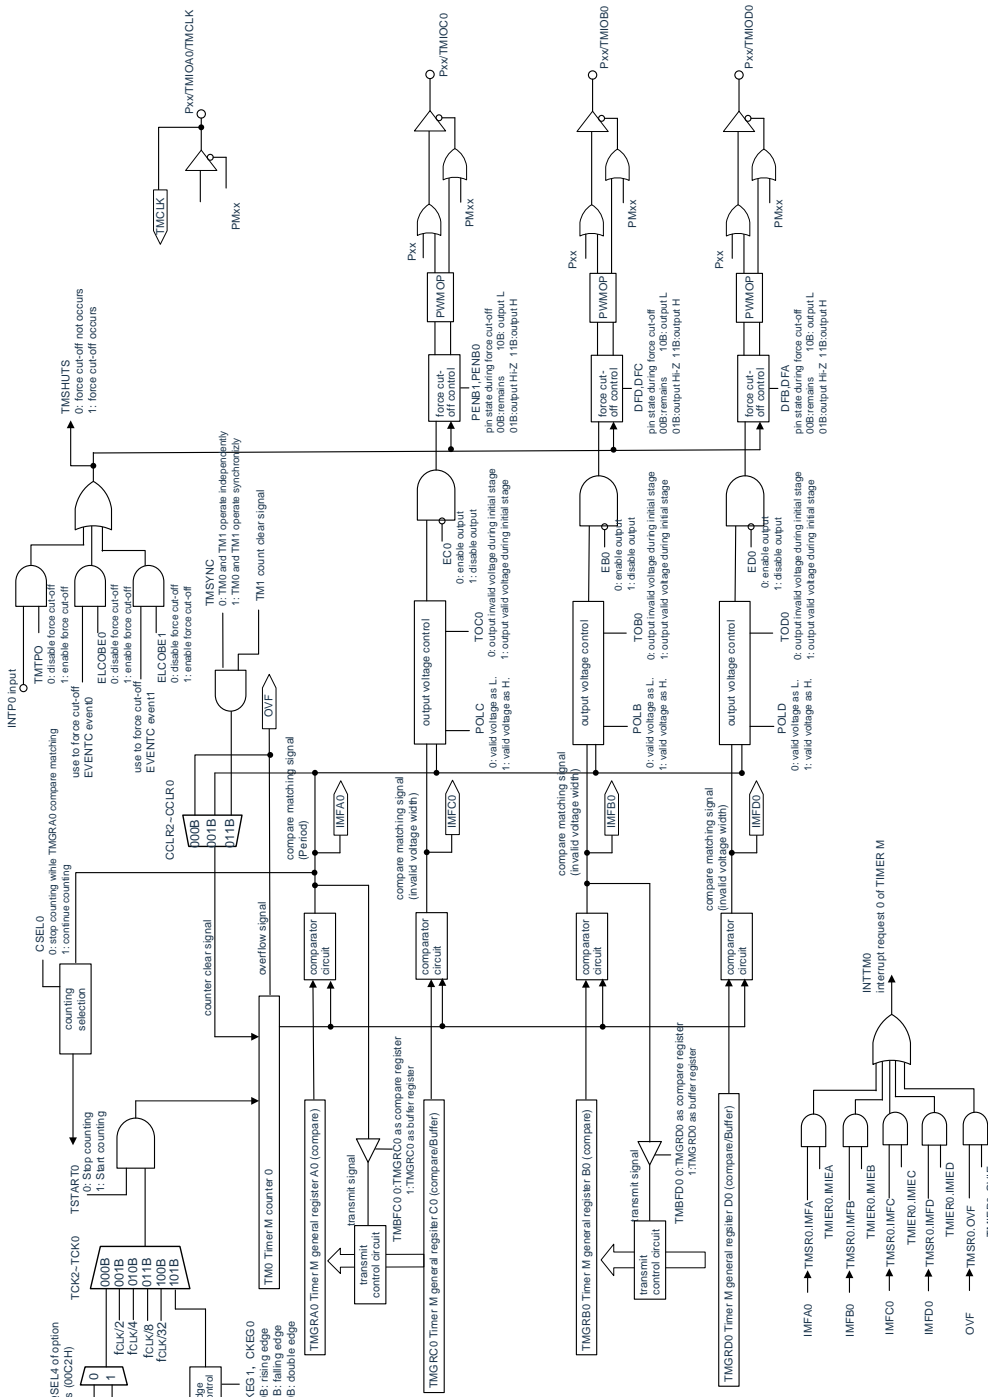 Pxx/TMIOA0/TMCLK
TMCLK
PMxx
Pxx/TMIOC0
Pxx/TMIOB0
Pxx/TMIOD0
Pxx
PMxx
Pxx
PMxx
Pxx
PMxx
PWMOP
PWMOP
PWMOP
TMSHUTS
0: force cut-off not occurs
1: force cut-off occurs
force cut-
off control
PENB1,PENB0
pin state during force cut-off
00B:remains 10B: output L
01B:output Hi-Z 11B:output H
force cut-
off control
DFD,DFC
pin state during force cut-off
00B:remains 10B: output L
01B:output Hi-Z 11B:output H
force cut-
off control
DFB,DFA
pin state during force cut-off
00B:remains 10B: output L
01B:output Hi-Z 11B:output H
INTP0 input
TMTPO
0: disable force cut-off
1: enable force cut-off
use to force cut-off
EVENTC event0
ELCOBE0
0: disable force cut-off
1: enable force cut-off
use to force cut-off
EVENTC event1
ELCOBE1
0: disable force cut-off
1: enable force cut-off
TMSYNC
0: TM0 and TM1 operate independently
1: TM0 and TM1 operate synchronizly
TM1 count clear signal
EC0
0: enable output
1: disable output
EB0
0: enable output
1: disable output
ED0
0: enable output
1: disable output
output voltage control
TOC0
0: output invalid voltage during initial stage
1: output valid voltage during initial stage
POLC
0: valid voltage as L.
1: valid voltage as H.
output voltage control
TOB0
0: output invalid voltage during initial stage
1: output valid voltage during initial stage
POLB
0: valid voltage as L.
1: valid voltage as H.
output voltage control
TOD0
0: output invalid voltage during initial stage
1: output valid voltage during initial stage
POLD
0: valid voltage as L.
1: valid voltage as H.
OVF
CCLR2~CCLR0
000B
001B
011B
CSEL0
0: stop counting wihle TMGRA0 compare matching
1: continue counting
counting
selection
counter clear signal
overflow signal
compare matching signal
(Period)
IMFA0
compare matching signal
(invalid voltage width)
IMFC0
compare matching signal
(invalid voltage width)
IMFB0
compare matching signal
(invalid voltage width)
IMFD0
comparator
circuit
comparator
circuit
comparator
circuit
comparator
circuit
TSTART0
0: Stop counting
1: Start counting
TCK2~TCK0
000B
001B
010B
011B
100B
101B
fCLK/2
fCLK/4
fCLK/8
fCLK/32
RSEL4 of option
(00C2H)
0
1
CKEG0
B: rising edge
B: falling edge
B: double edge
TM0 Timer M counter 0
TMGRA0 Timer M general register A0 (compare)
transmit signal
transmit
control circuit
TMBFC0 0:TMGRC0 as compare register
1:TMGRC0 as buffer register
TMGRC0 Timer M general regsiter C0 (compare/Buffer)
TMGRB0 Timer M general register B0 (compare)
transmit signal
transmit
control circuit
TMBFD0 0:TMGRD0 as compare register
1:TMGRD0 as buffer register
TMGRD0 Timer M general regsiter D0 (compare/Buffer)
INTTM0
interrupt request 0 of TIMER M
IMFA0
TMSR0.IMFA
TMIER0.IMIEA
IMFB0
TMSR0.IMFB
TMIER0.IMIEB
IMFC0
TMSR0.IMFC
TMIER0.IMIEC
IMFD0
TMSR0.IMFD
TMIER0.IMIED
OVF
TMSR0.OVF